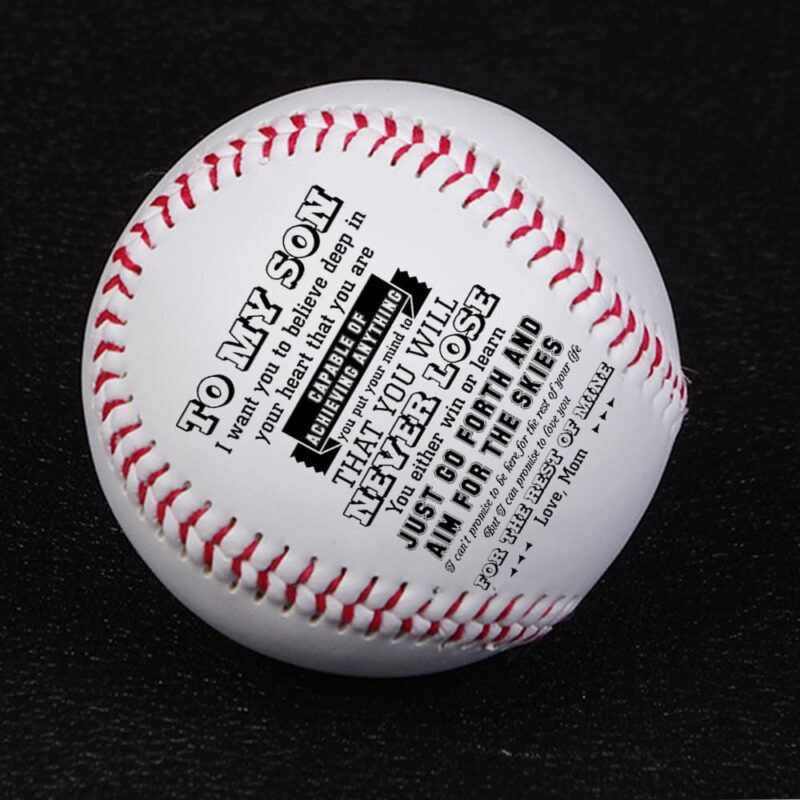 TO MY SON
I want you to believe deep in
your heart that you are
CAPABLE OF
ACHIEVING ANYTHING
you put your mind to
THAT YOU WILL
NEVER LOSE
You either win or learn
JUST GO FORTH AND
AIM FOR THE SKIES
I can't promise to be here for the rest of your life
But I can promise to love you
FOR THE REST OF MINE
Love, Mom